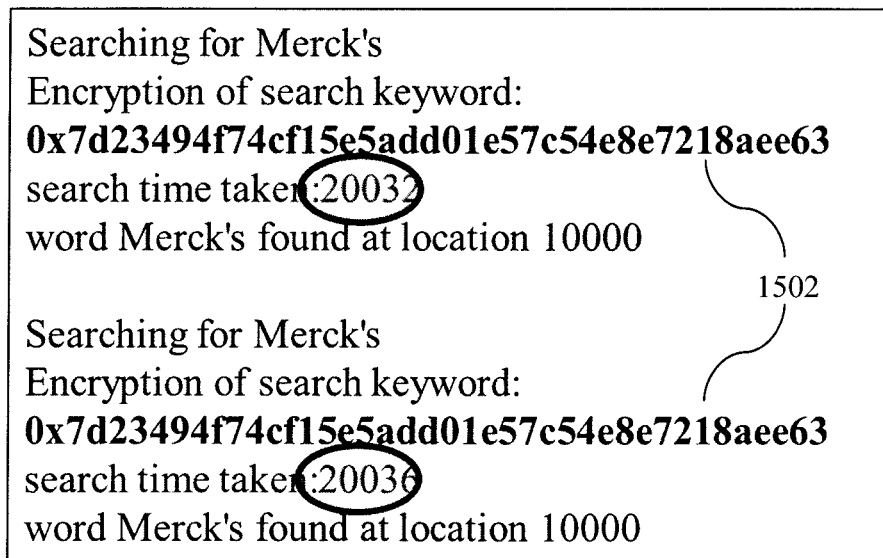 Searching for Merck's
Encryption of search keyword:
0x7d23494f74cf15e5add01e57c54e8e7218aee63
search time taken:20032
word Merck's found at location 10000
1502
Searching for Merck's
Encryption of search keyword:
0x7d23494f74cf15e5add01e57c54e8e7218aee63
search time taken:20036
word Merck's found at location 10000